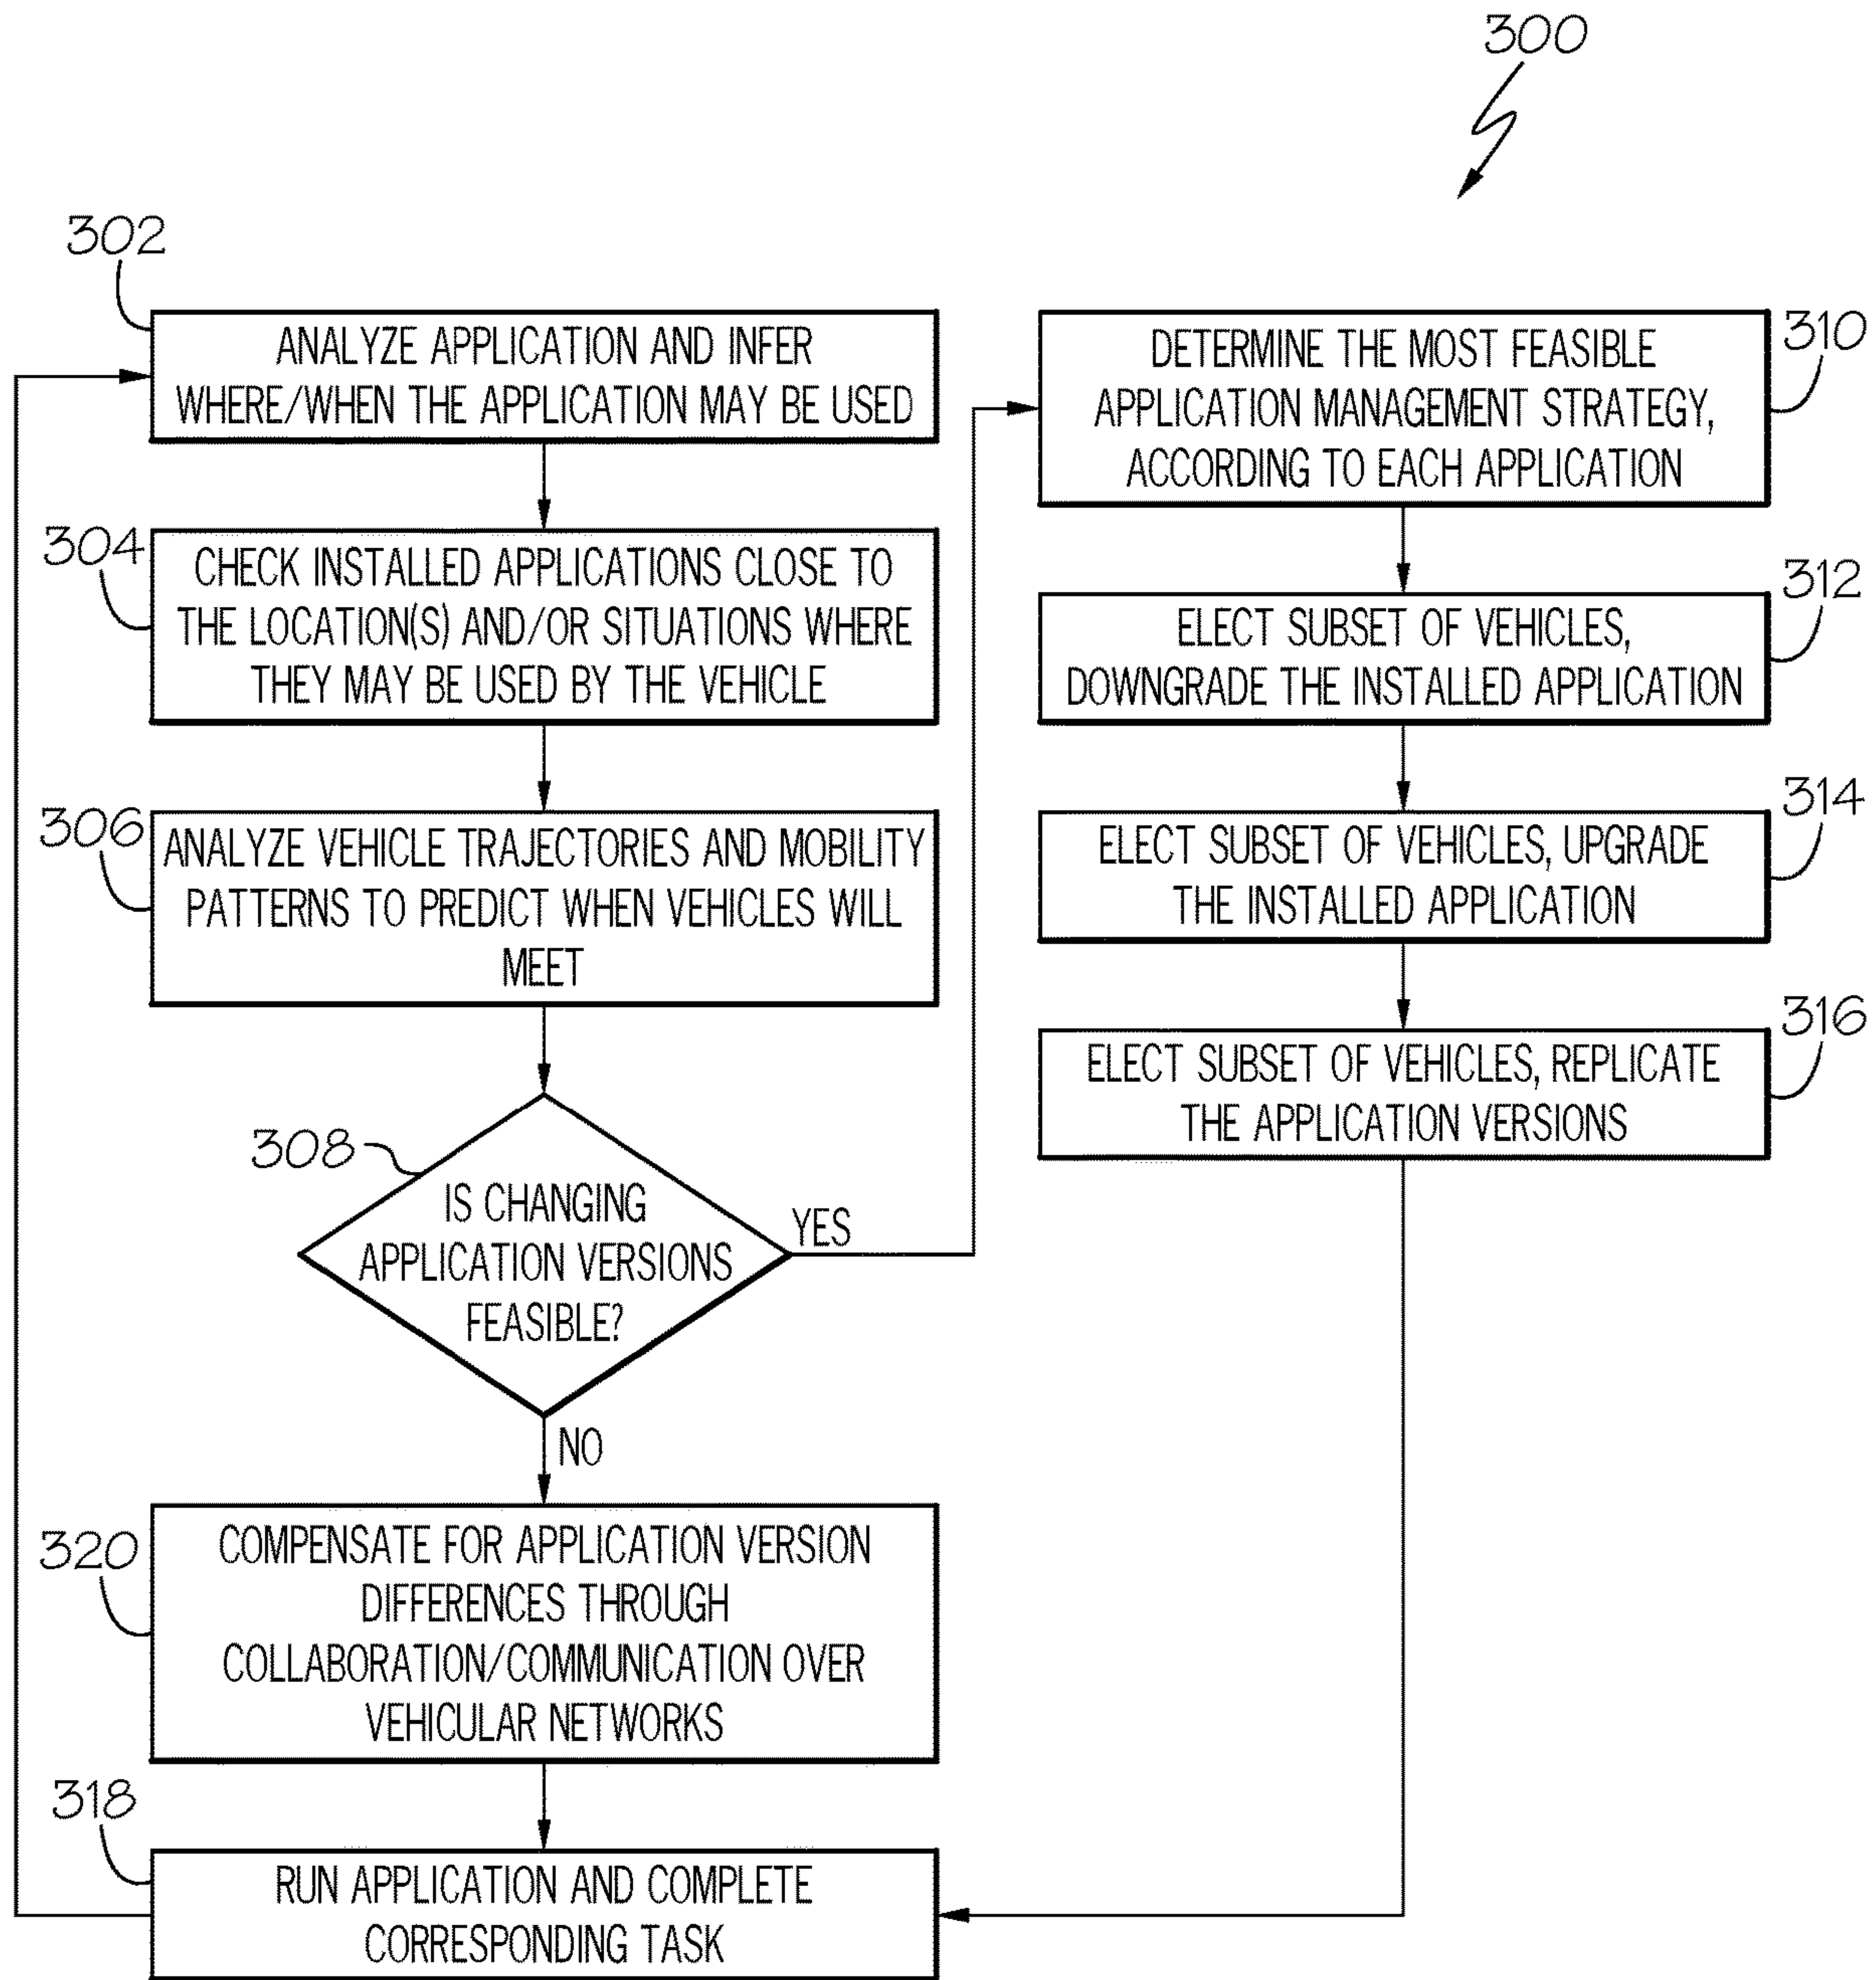 300
302
ANALYZE APPLICATION AND INFER
WHERE/WHEN THE APPLICATION MAY BE USED
304
CHECK INSTALLED APPLICATIONS CLOSE TO
THE LOCATION(S) AND/OR SITUATIONS WHERE
THEY MAY BE USED BY THE VEHICLE
306
ANALYZE VEHICLE TRAJECTORIES AND MOBILITY
PATTERNS TO PREDICT WHEN VEHICLES WILL
MEET
308
IS CHANGING
APPLICATION VERSIONS
FEASIBLE?
YES
NO
320
COMPENSATE FOR APPLICATION VERSION
DIFFERENCES THROUGH
COLLABORATION/COMMUNICATION OVER
VEHICULAR NETWORKS
318
RUN APPLICATION AND COMPLETE
CORRESPONDING TASK
310
DETERMINE THE MOST FEASIBLE
APPLICATION MANAGEMENT STRATEGY,
ACCORDING TO EACH APPLICATION
312
ELECT SUBSET OF VEHICLES,
DOWNGRADE THE INSTALLED APPLICATION
314
ELECT SUBSET OF VEHICLES, UPGRADE
THE INSTALLED APPLICATION
316
ELECT SUBSET OF VEHICLES, REPLICATE
THE APPLICATION VERSIONS